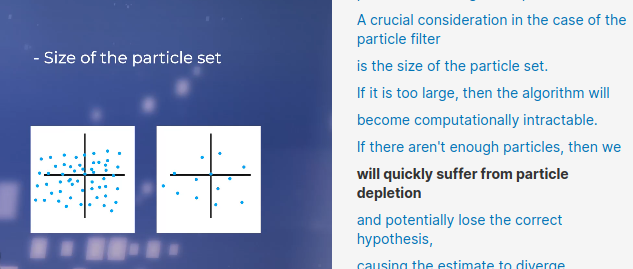 - Size of the particle set
A crucial consideration in the case of the
particle filter
is the size of the particle set.
If it is too large, then the algorithm will
become computationally intractable.
If there aren't enough particles, then we
will quickly suffer from particle
depletion
and potentially lose the correct
hypothesis,
causing the estimate to diverge